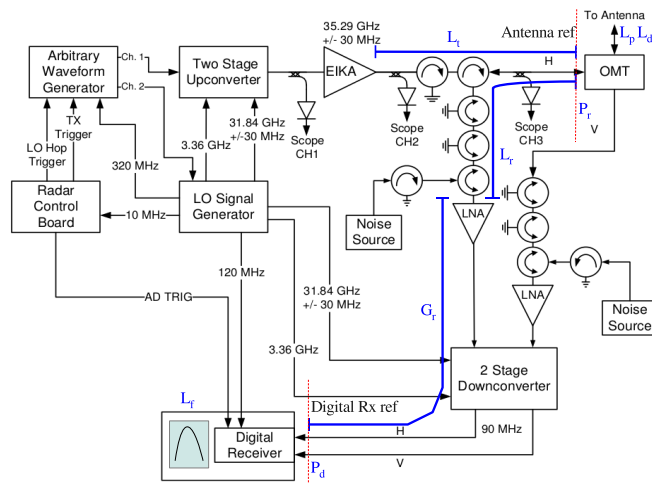 35.29 GHz
+/- 30 MHz
Lt
Antenna ref
To Antenna
Lp Ld
Arbitrary
Waveform
Generator
Ch. 1
Ch. 2
Two Stage
Upconverter
EIKA
H
OMT
Scope
CH1
Scope
CH2
Scope
CH3
Pr
V
Lr
TX
Trigger
LO Hop
Trigger
320 MHz
3.36 GHz
31.84 GHz
+/-30 MHz
Radar
Control
Board
10 MHz
LO Signal
Generator
Noise
Source
LNA
LNA
Noise
Source
120 MHz
31.84 GHz
+/- 30 MHz
AD TRIG
Gr
3.36 GHz
2 Stage
Downconverter
Lf
Digital Rx ref
Digital
Receiver
H
90 MHz
V
Pd